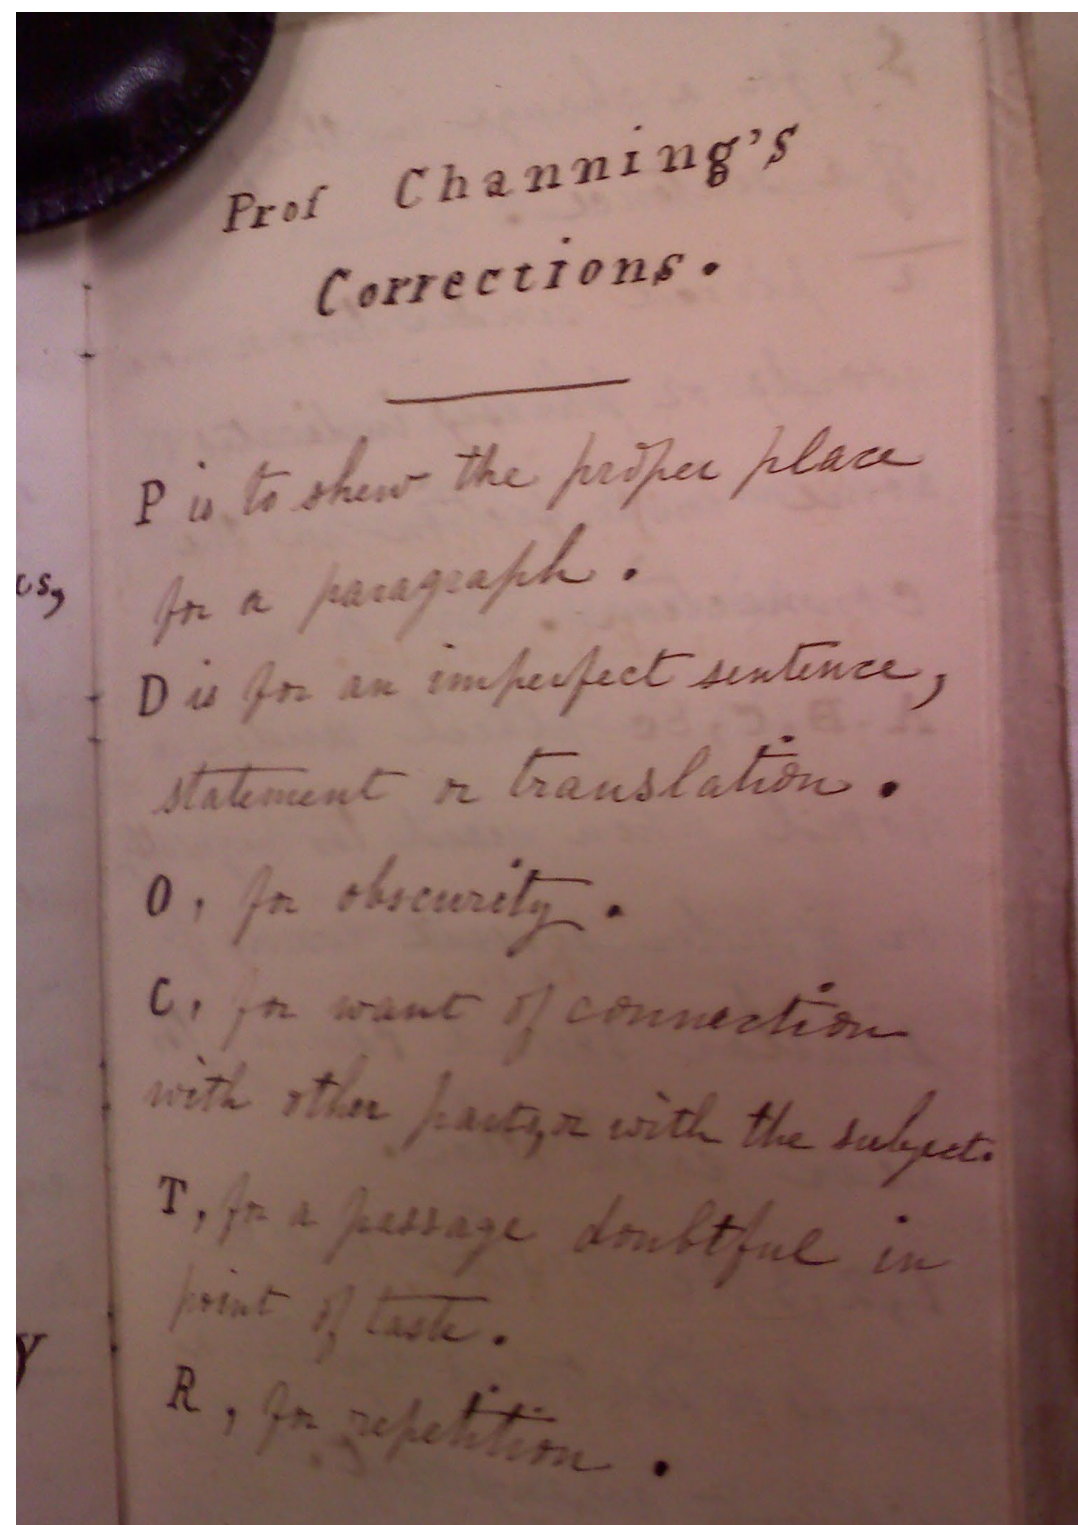 Prof Channing's
Corrections.
P is to shew the proper place
for a paragraph.
D is for an imperfect sentence,
statement or translation.
O, for obscurity.
C, for want of connection
with other parts, or with the subject.
T, for a passage doubtful in
point of taste.
R, for repetition.